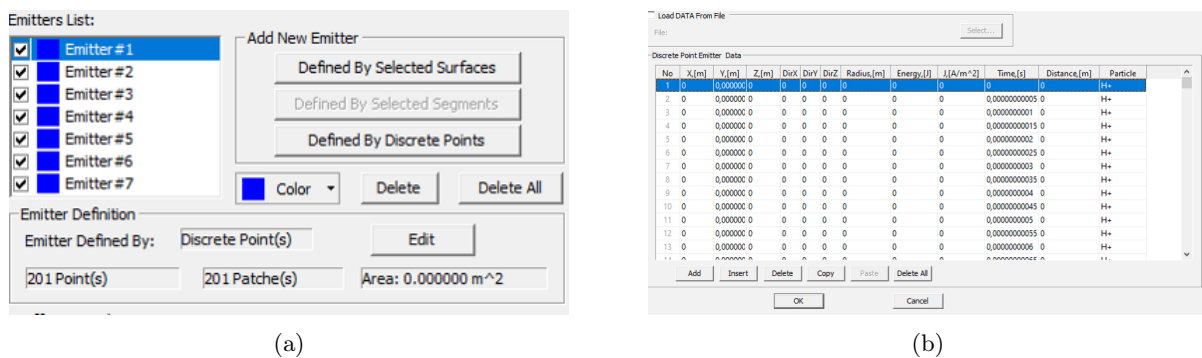 Emitters List:
Emitter#1
Emitter#2
Emitter#3
Emitter#4
Emitter#5
Emitter#6
Emitter#7
Add New Emitter
Defined By Selected Surfaces
Defined By Selected Segments
Defined By Discrete Points
Color
Delete
Delete All
Emitter Definition
Emitter Defined By: Discrete Point(s) Edit
201 Point(s) 201 Patche(s) Area: 0.000000 m^2
(a)
Load DATA From File
File: Select...
Discrete Point Emitter Data
No X,[m] Y,[m] Z,[m] DirX DirY DirZ Radius,[m] Energy,[J] J,[A/m^2] Time,[s] Distance,[m] Particle
1 0 0,000000 0 0 0 0 0 0 0 0 0 H+
2 0 0,000000 0 0 0 0 0 0 0 0,0000000005 0 H+
3 0 0,000000 0 0 0 0 0 0 0 0,0000000001 0 H+
4 0 0,000000 0 0 0 0 0 0 0 0,0000000015 0 H+
5 0 0,000000 0 0 0 0 0 0 0 0,0000000002 0 H+
6 0 0,000000 0 0 0 0 0 0 0 0,0000000025 0 H+
7 0 0,000000 0 0 0 0 0 0 0 0,0000000003 0 H+
8 0 0,000000 0 0 0 0 0 0 0 0,0000000035 0 H+
9 0 0,000000 0 0 0 0 0 0 0 0,0000000004 0 H+
10 0 0,000000 0 0 0 0 0 0 0 0,0000000045 0 H+
11 0 0,000000 0 0 0 0 0 0 0 0,0000000005 0 H+
12 0 0,000000 0 0 0 0 0 0 0 0,0000000055 0 H+
13 0 0,000000 0 0 0 0 0 0 0 0,0000000006 0 H+
Add Insert Delete Copy Paste Delete All
OK Cancel
(b)